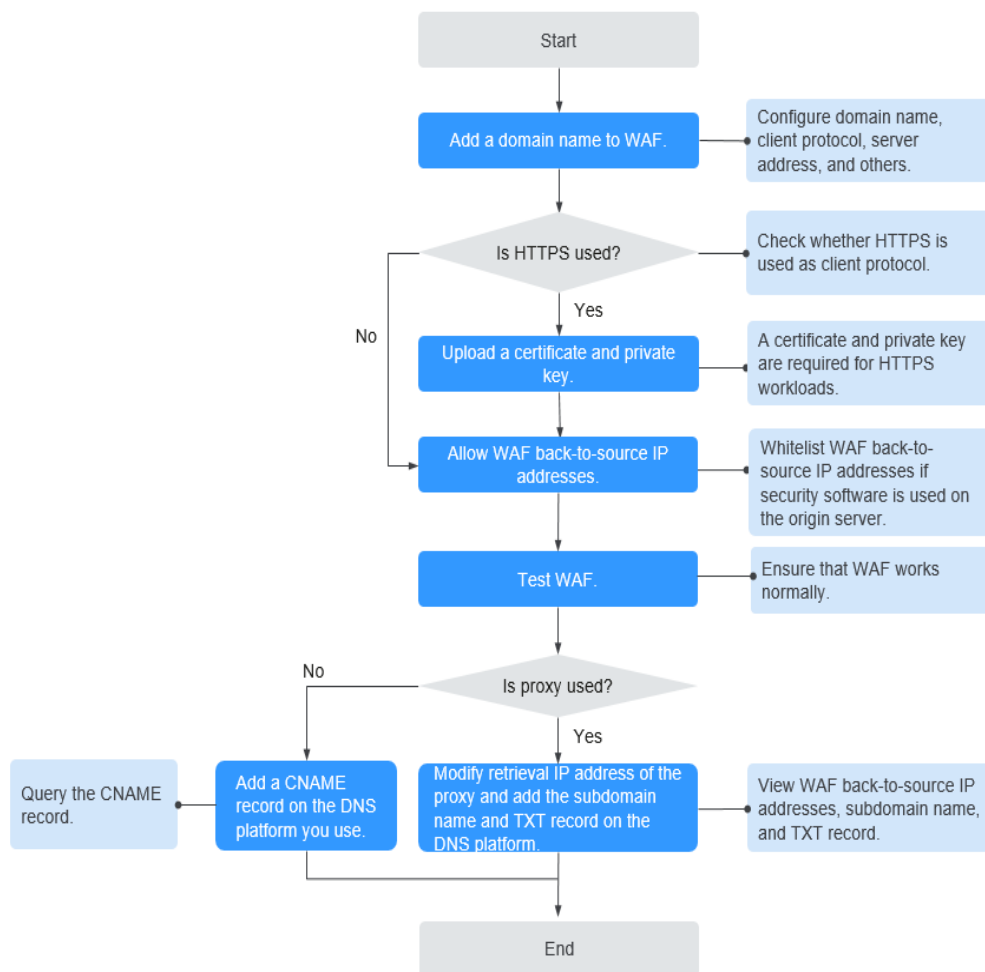 Start
Add a domain name to WAF.
Configure domain name,
client protocol, server
address, and others.
Is HTTPS used?
Check whether HTTPS is
used as client protocol.
Yes
No
Upload a certificate and private
key.
A certificate and private key
are required for HTTPS
workloads.
Allow WAF back-to-source IP
addresses.
Whitelist WAF back-to-
source IP addresses if
security software is used on
the origin server.
Test WAF.
Ensure that WAF works
normally.
No
Is proxy used?
Yes
Query the CNAME
record.
Add a CNAME
record on the DNS
platform you use.
Modify retrieval IP address of the
proxy and add the subdomain
name and TXT record on the
DNS platform.
View WAF back-to-source IP
addresses, subdomain name,
and TXT record.
End